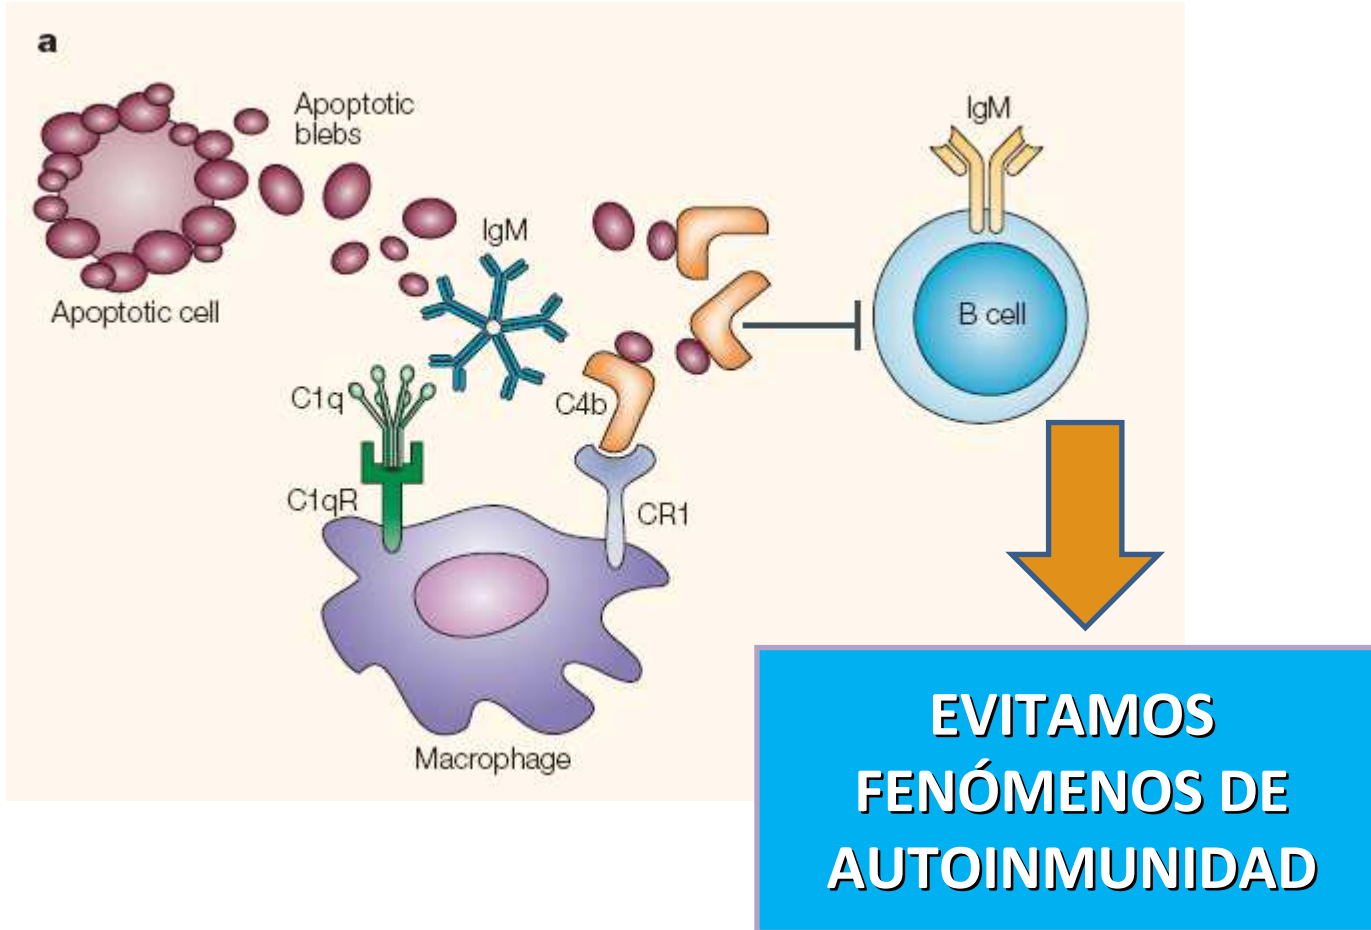 a
Apoptotic
blebs
IgM
IgM
Apoptotic cell
B cell
C1q
C4b
C1qR
CR1
Macrophage
EVITAMOS
FENÓMENOS DE
AUTOINMUNIDAD